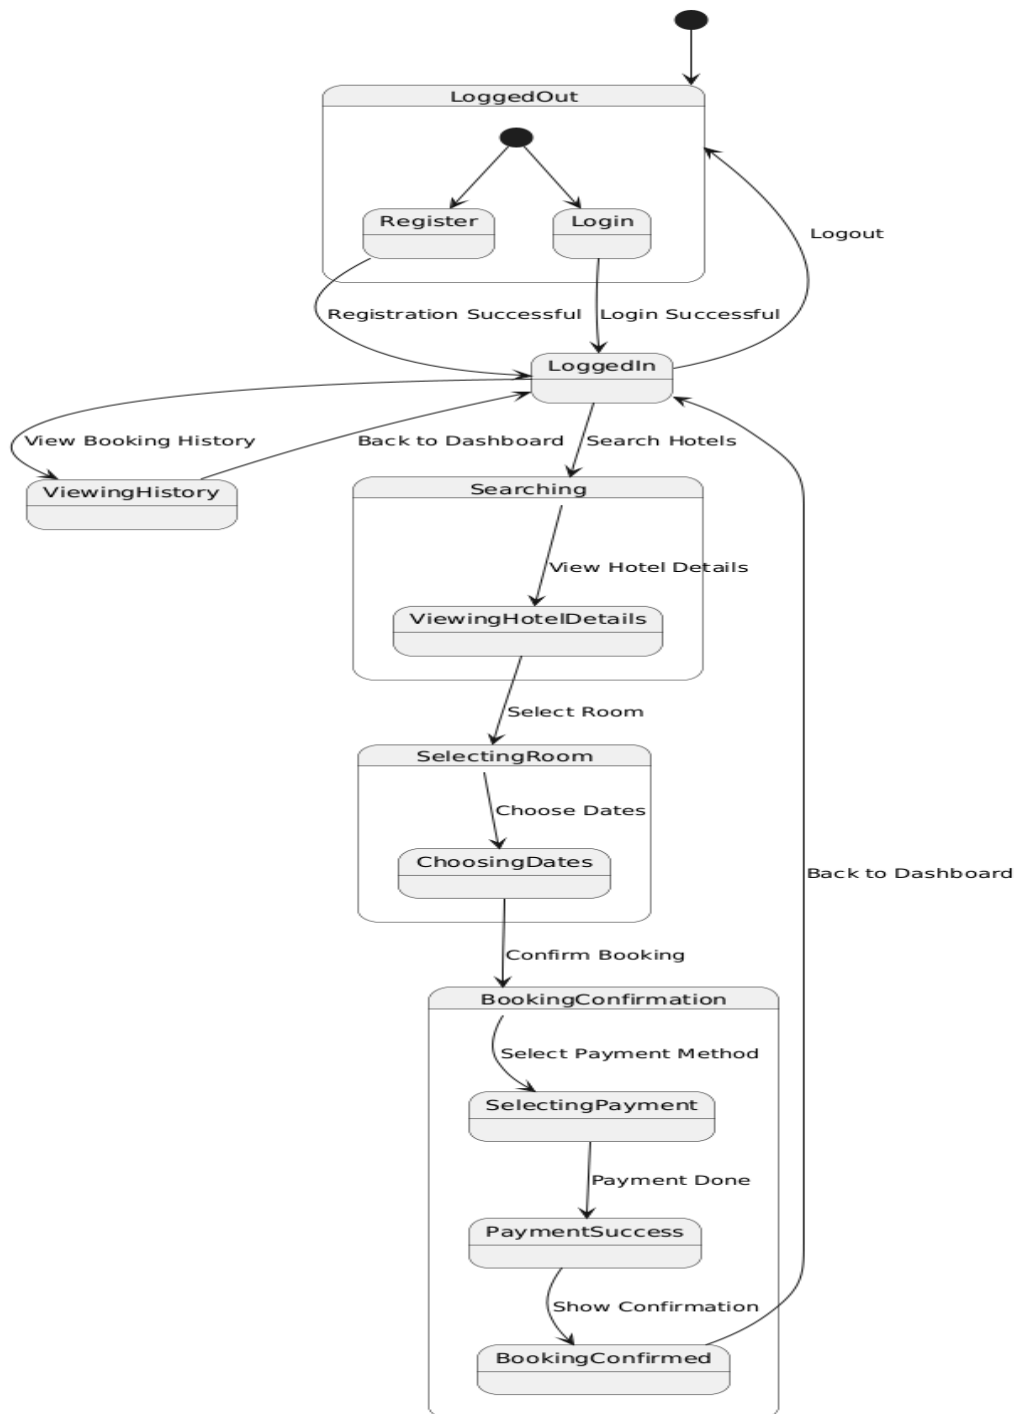 LoggedOut
Register
Login
Logout
Registration Successful
Login Successful
LoggedIn
View Booking History
Back to Dashboard
Search Hotels
ViewingHistory
Searching
View Hotel Details
ViewingHotelDetails
Select Room
SelectingRoom
Choose Dates
ChoosingDates
Back to Dashboard
Confirm Booking
BookingConfirmation
Select Payment Method
SelectingPayment
Payment Done
PaymentSuccess
Show Confirmation
BookingConfirmed